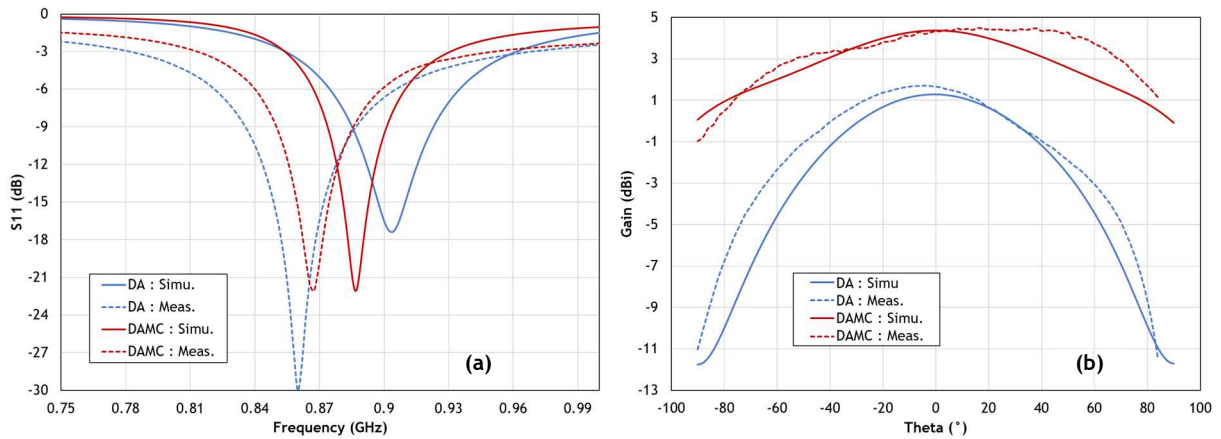 0
-3
-6
-9
-12
-15
-18
-21
-24
-27
-30
S11 (dB)
0.75 0.78 0.81 0.84 0.87 0.9 0.93 0.96 0.99
Frequency (GHz)
DA : Simu.
DA : Meas.
DAMC : Simu.
DAMC : Meas.
(a)
5
3
1
-1
-3
-5
-7
-9
-11
-13
Gain (dBi)
-100 -80 -60 -40 -20 0 20 40 60 80 100
Theta (°)
DA : Simu
DA : Meas.
DAMC : Simu
DAMC : Meas.
(b)